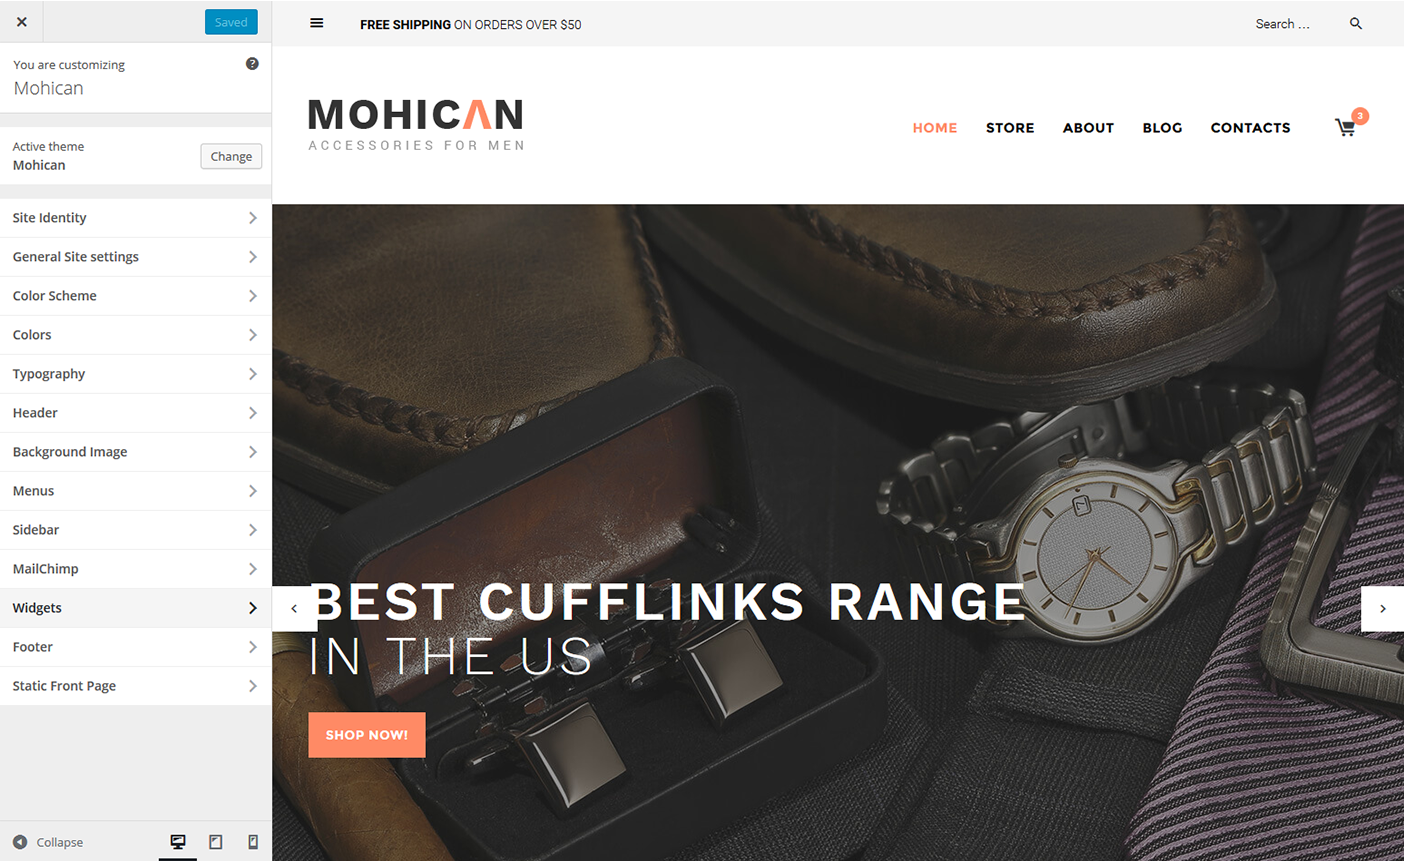 Saved
You are customizing
Mohican
Active theme
Mohican
Change
Site Identity
General Site settings
Color Scheme
Colors
Typography
Header
Background Image
Menus
Sidebar
MailChimp
Widgets
Footer
Static Front Page
Collapse
FREE SHIPPING ON ORDERS OVER $50
Search ...
MOHICΛN
ACCESSORIES FOR MEN
HOME STORE ABOUT BLOG CONTACTS
3
7
BEST CUFFLINKS RANGE
IN THE US
SHOP NOW!